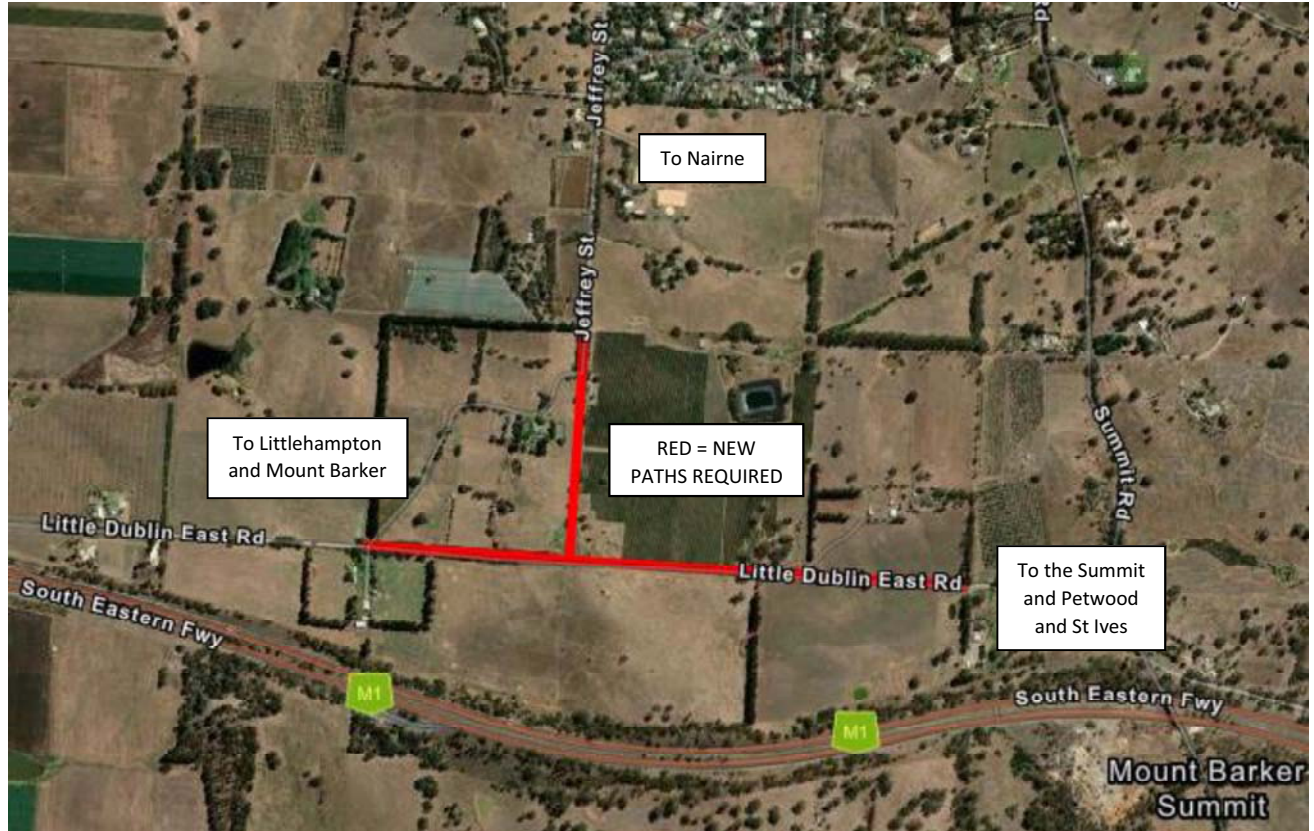 Jeffrey St
Rd
To Nairne
Jeffrey St
To Littlehampton
and Mount Barker
RED = NEW
PATHS REQUIRED
Summit Rd
Little Dublin East Rd
Little Dublin East Rd
To the Summit
and Petwood
and St Ives
South Eastern Fwy
M1
South Eastern Fwy
M1
Mount Barker
Summit